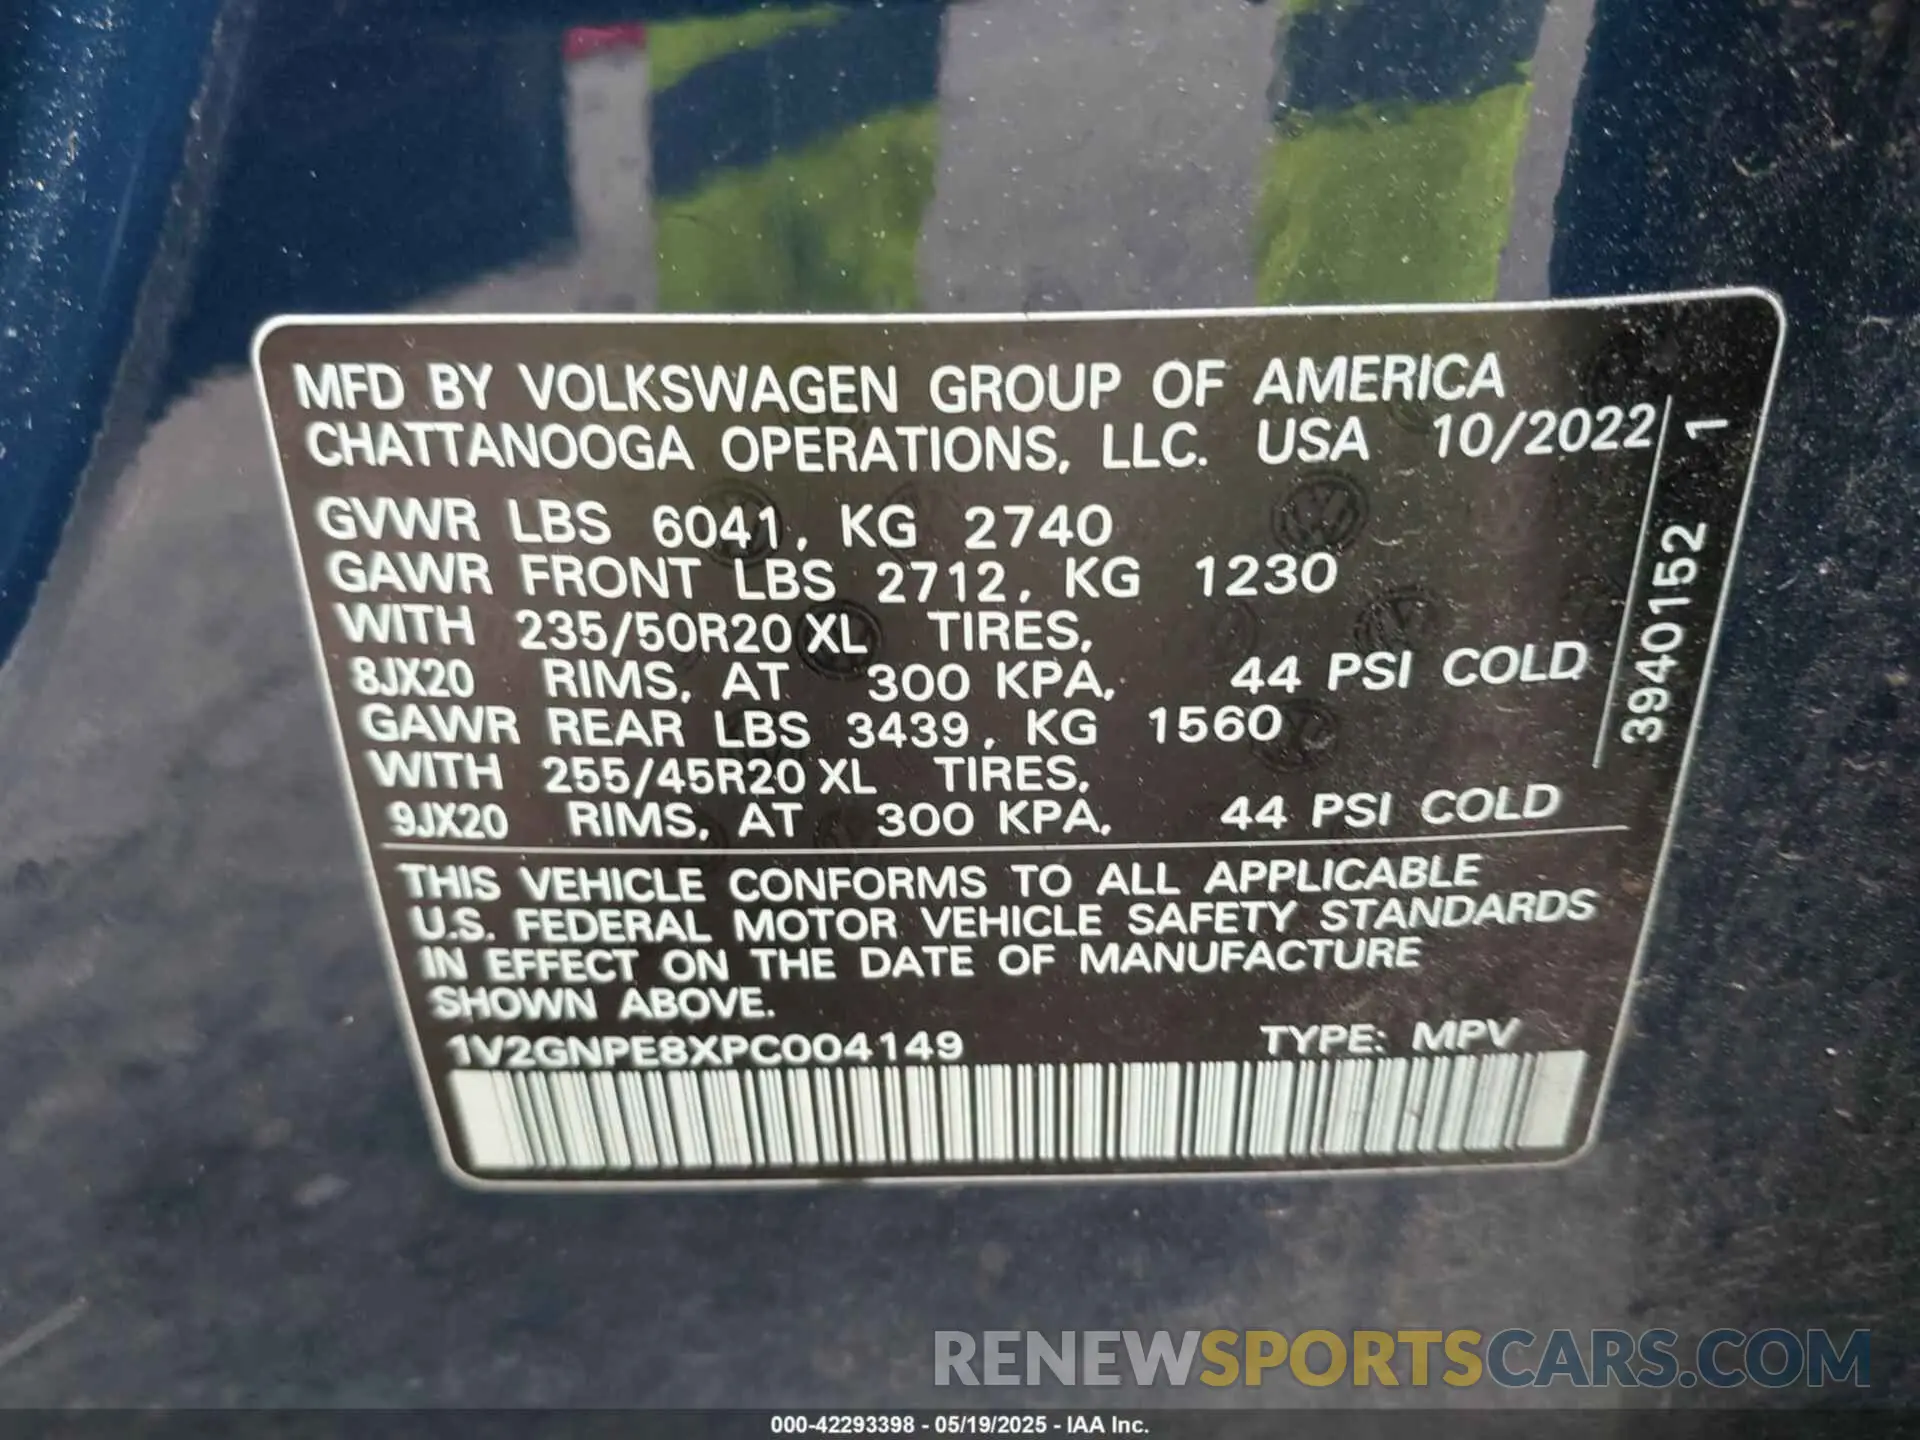 MFD BY VOLKSWAGEN GROUP OF AMERICA
CHATTANOOGA OPERATIONS, LLC. USA 10/2022
GVWR LBS 6041, KG 2740
GAWR FRONT LBS 2712, KG 1230
WITH 235/50R20 XL TIRES,
8JX20 RIMS, AT 300 KPA, 44 PSI COLD
GAWR REAR LBS 3439, KG 1560
WITH 255/45R20 XL TIRES,
9JX20 RIMS, AT 300 KPA, 44 PSI COLD
3940152 1
THIS VEHICLE CONFORMS TO ALL APPLICABLE
U.S. FEDERAL MOTOR VEHICLE SAFETY STANDARDS
IN EFFECT ON THE DATE OF MANUFACTURE
SHOWN ABOVE.
1V2GNPE8XPC004149 TYPE: MPV
RENEWSPORTSCARS.COM
000-42293398 - 05/19/2025 - IAA Inc.